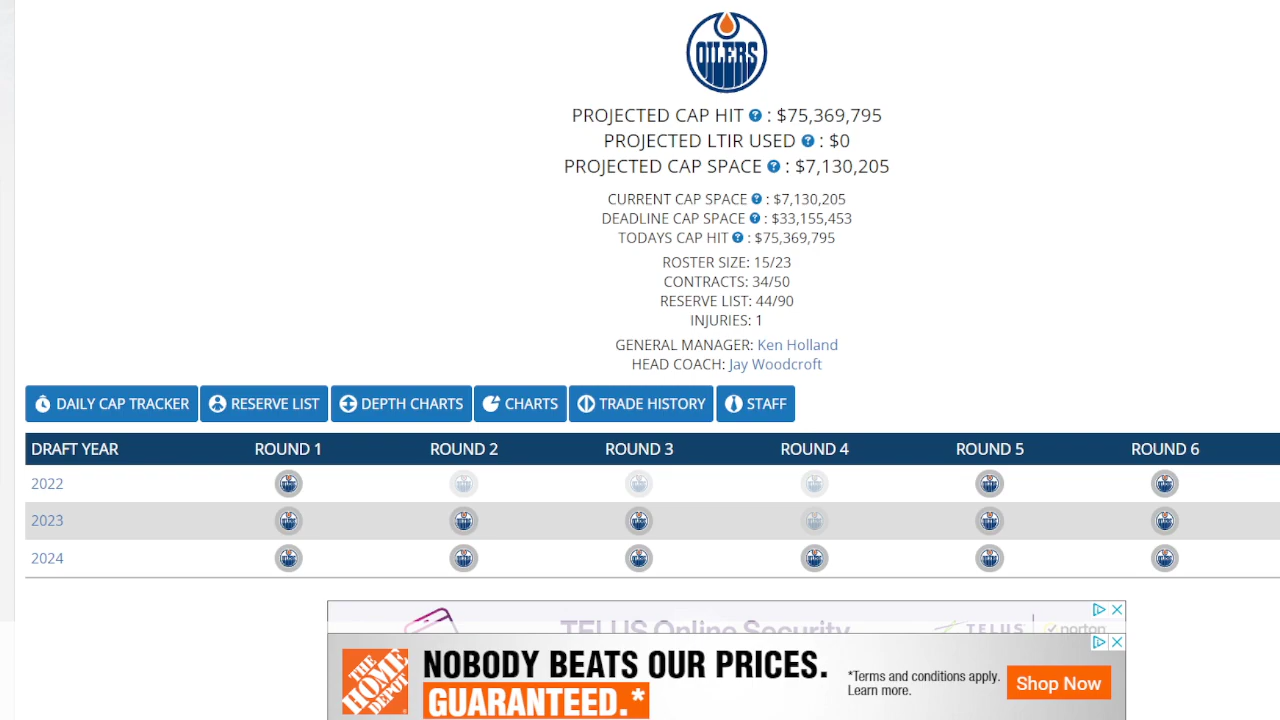 OILERS
PROJECTED CAP HIT ? : $75,369,795
PROJECTED LTIR USED ? : $0
PROJECTED CAP SPACE ? : $7,130,205
CURRENT CAP SPACE ? : $7,130,205
DEADLINE CAP SPACE ? : $33,155,453
TODAYS CAP HIT ? : $75,369,795
ROSTER SIZE: 15/23
CONTRACTS: 34/50
RESERVE LIST: 44/90
INJURIES: 1
GENERAL MANAGER: Ken Holland
HEAD COACH: Jay Woodcroft
DAILY CAP TRACKER RESERVE LIST DEPTH CHARTS CHARTS TRADE HISTORY STAFF
DRAFT YEAR ROUND 1 ROUND 2 ROUND 3 ROUND 4 ROUND 5 ROUND 6
2022
2023
2024
TELUS Online Security TELUS norton
THE HOME DEPOT
NOBODY BEATS OUR PRICES.
GUARANTEED.*
*Terms and conditions apply.
Learn more.
Shop Now